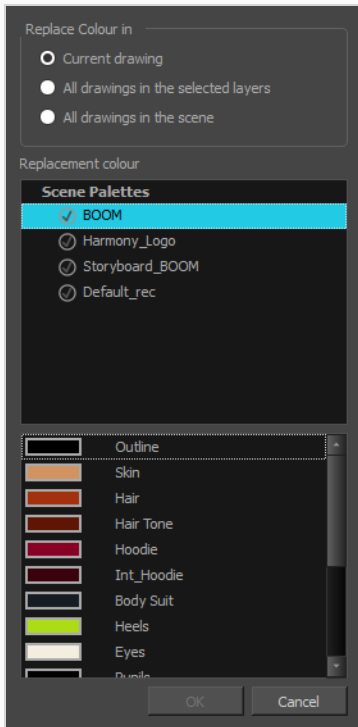 Replace Colour in
Current drawing
All drawings in the selected layers
All drawings in the scene
Replacement colour
Scene Palettes
BOOM
Harmony_Logo
Storyboard_BOOM
Default_rec
Outline
Skin
Hair
Hair Tone
Hoodie
Int_Hoodie
Body Suit
Heels
Eyes
Pupils
OK
Cancel